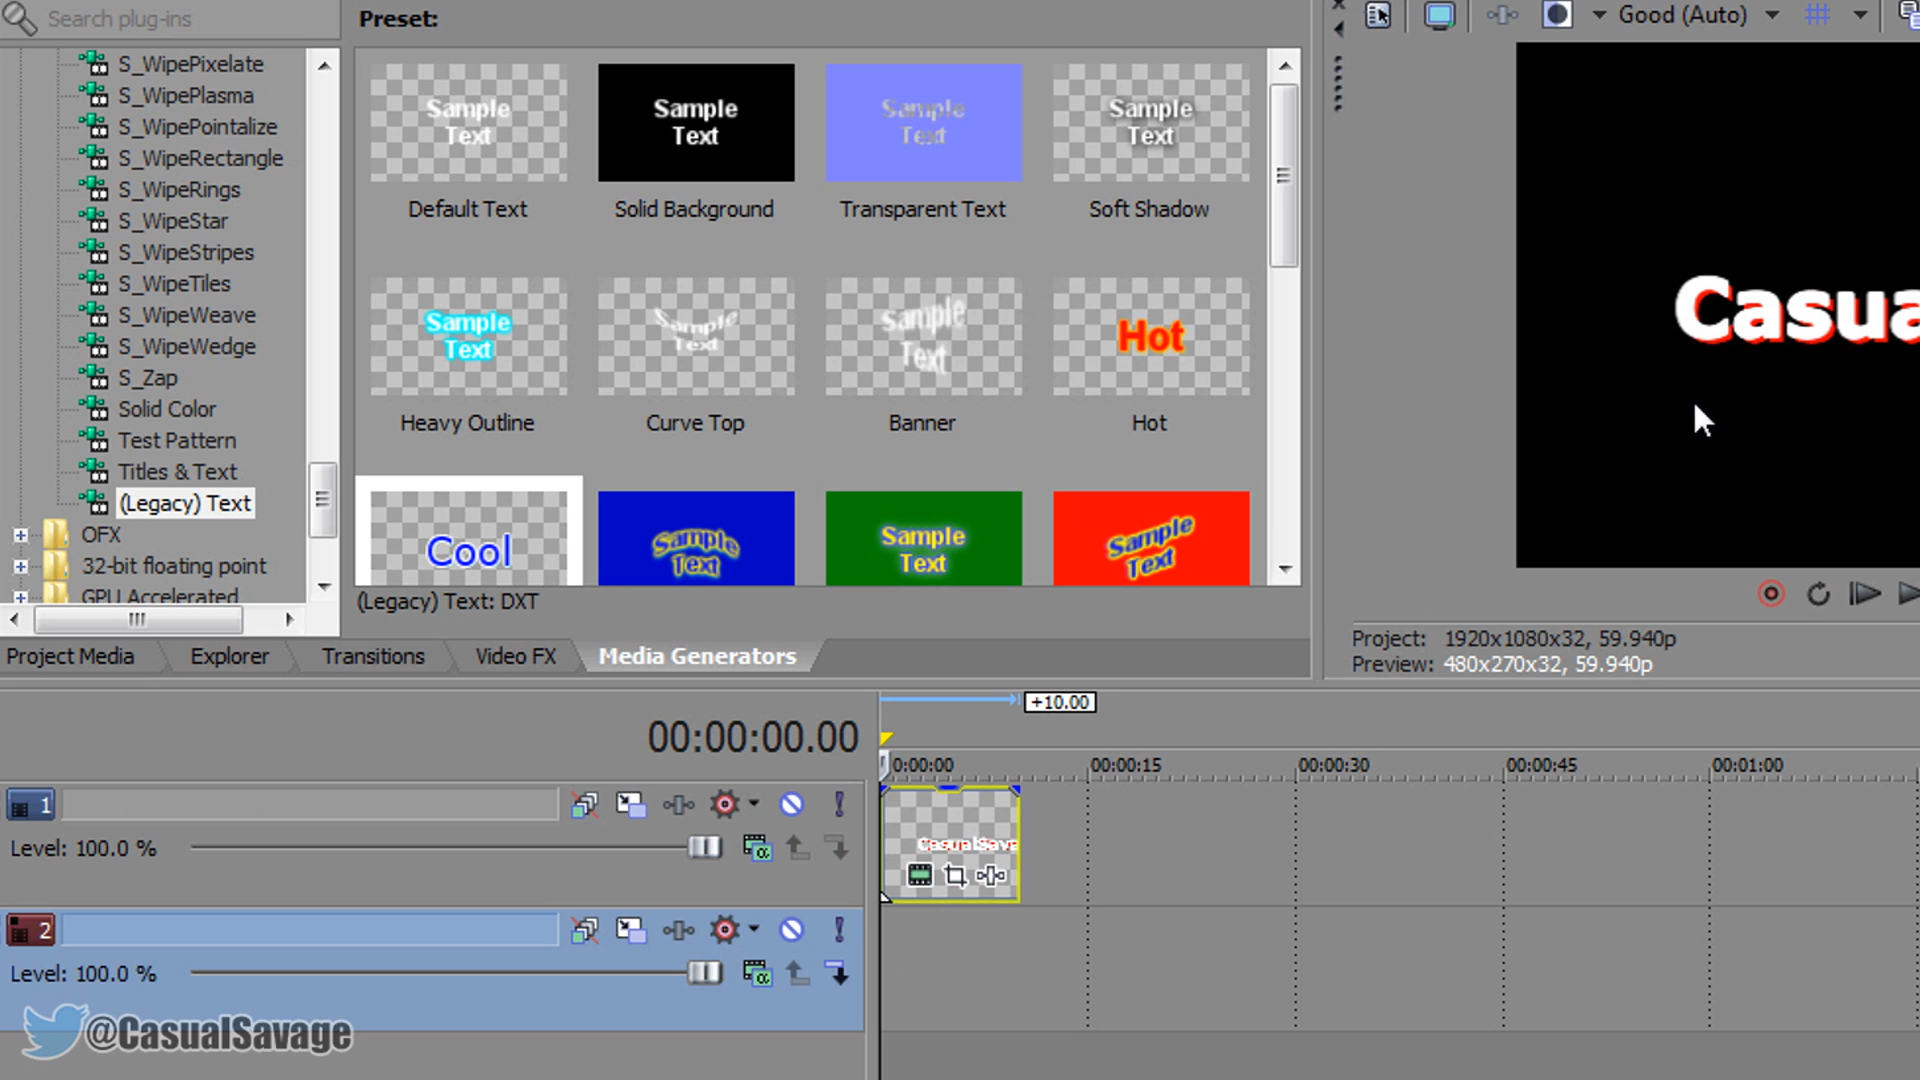 Search plug-ins
S_WipePixelate
S_WipePlasma
S_WipePointalize
S_WipeRectangle
S_WipeRings
S_WipeStar
S_WipeStripes
S_WipeTiles
S_WipeWeave
S_WipeWedge
S_Zap
Solid Color
Test Pattern
Titles & Text
(Legacy) Text
OFX
32-bit floating point
GPU Accelerated
Preset:
Sample
Text
Sample
Text
Sample
Text
Sample
Text
Default Text
Solid Background
Transparent Text
Soft Shadow
Sample
Text
Sample
Text
Sample
Text
Hot
Heavy Outline
Curve Top
Banner
Hot
Cool
Sample
Text
Sample
Text
Sample
Text
(Legacy) Text: DXT
Project Media
Explorer
Transitions
Video FX
Media Generators
Good (Auto)
Casua
Project: 1920x1080x32, 59.940p
Preview: 480x270x32, 59.940p
+10.00
00:00:00.00
0:00:00
00:00:15
00:00:30
00:00:45
00:01:00
1
Level: 100.0 %
CasualSava
2
Level: 100.0 %
@CasualSavage